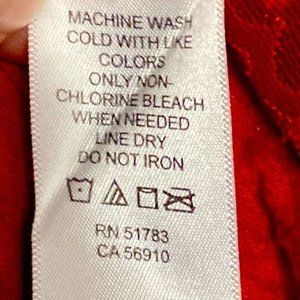 MACHINE WASH
COLD WITH LIKE
COLORS
ONLY NON-
CHLORINE BLEACH
WHEN NEEDED
LINE DRY
DO NOT IRON
RN 51783
CA 56910